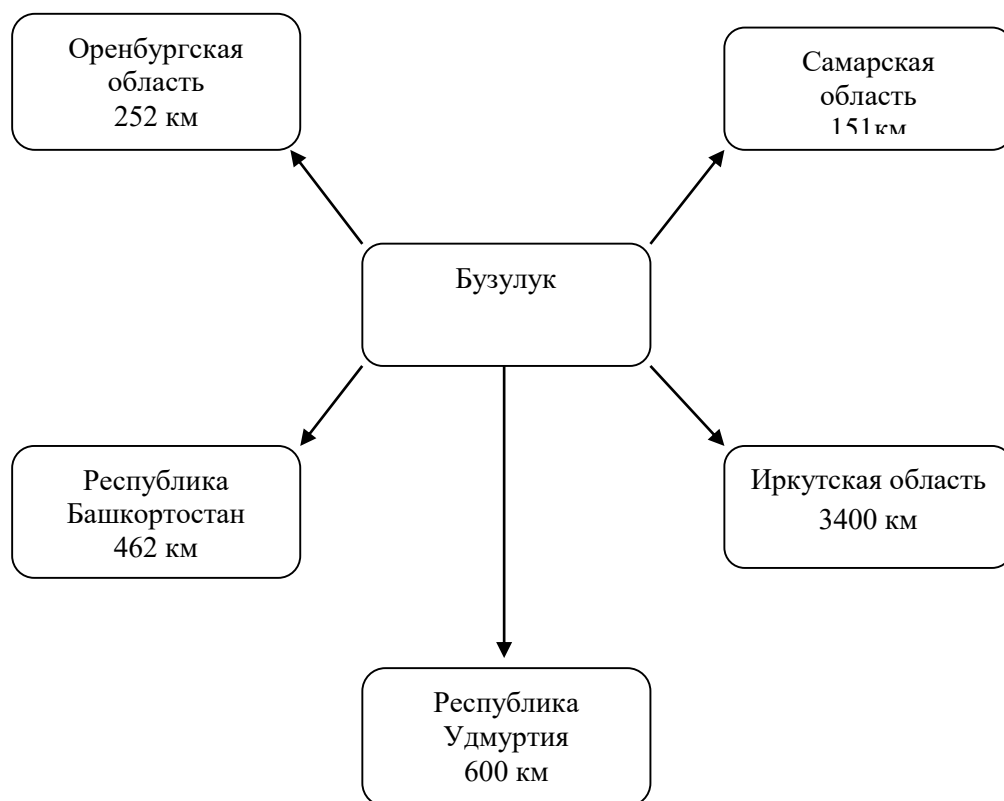 Оренбургская
область
252 км
Самарская
область
151км
Бузулук
Республика
Башкортостан
462 км
Иркутская область
3400 км
Республика
Удмуртия
600 км